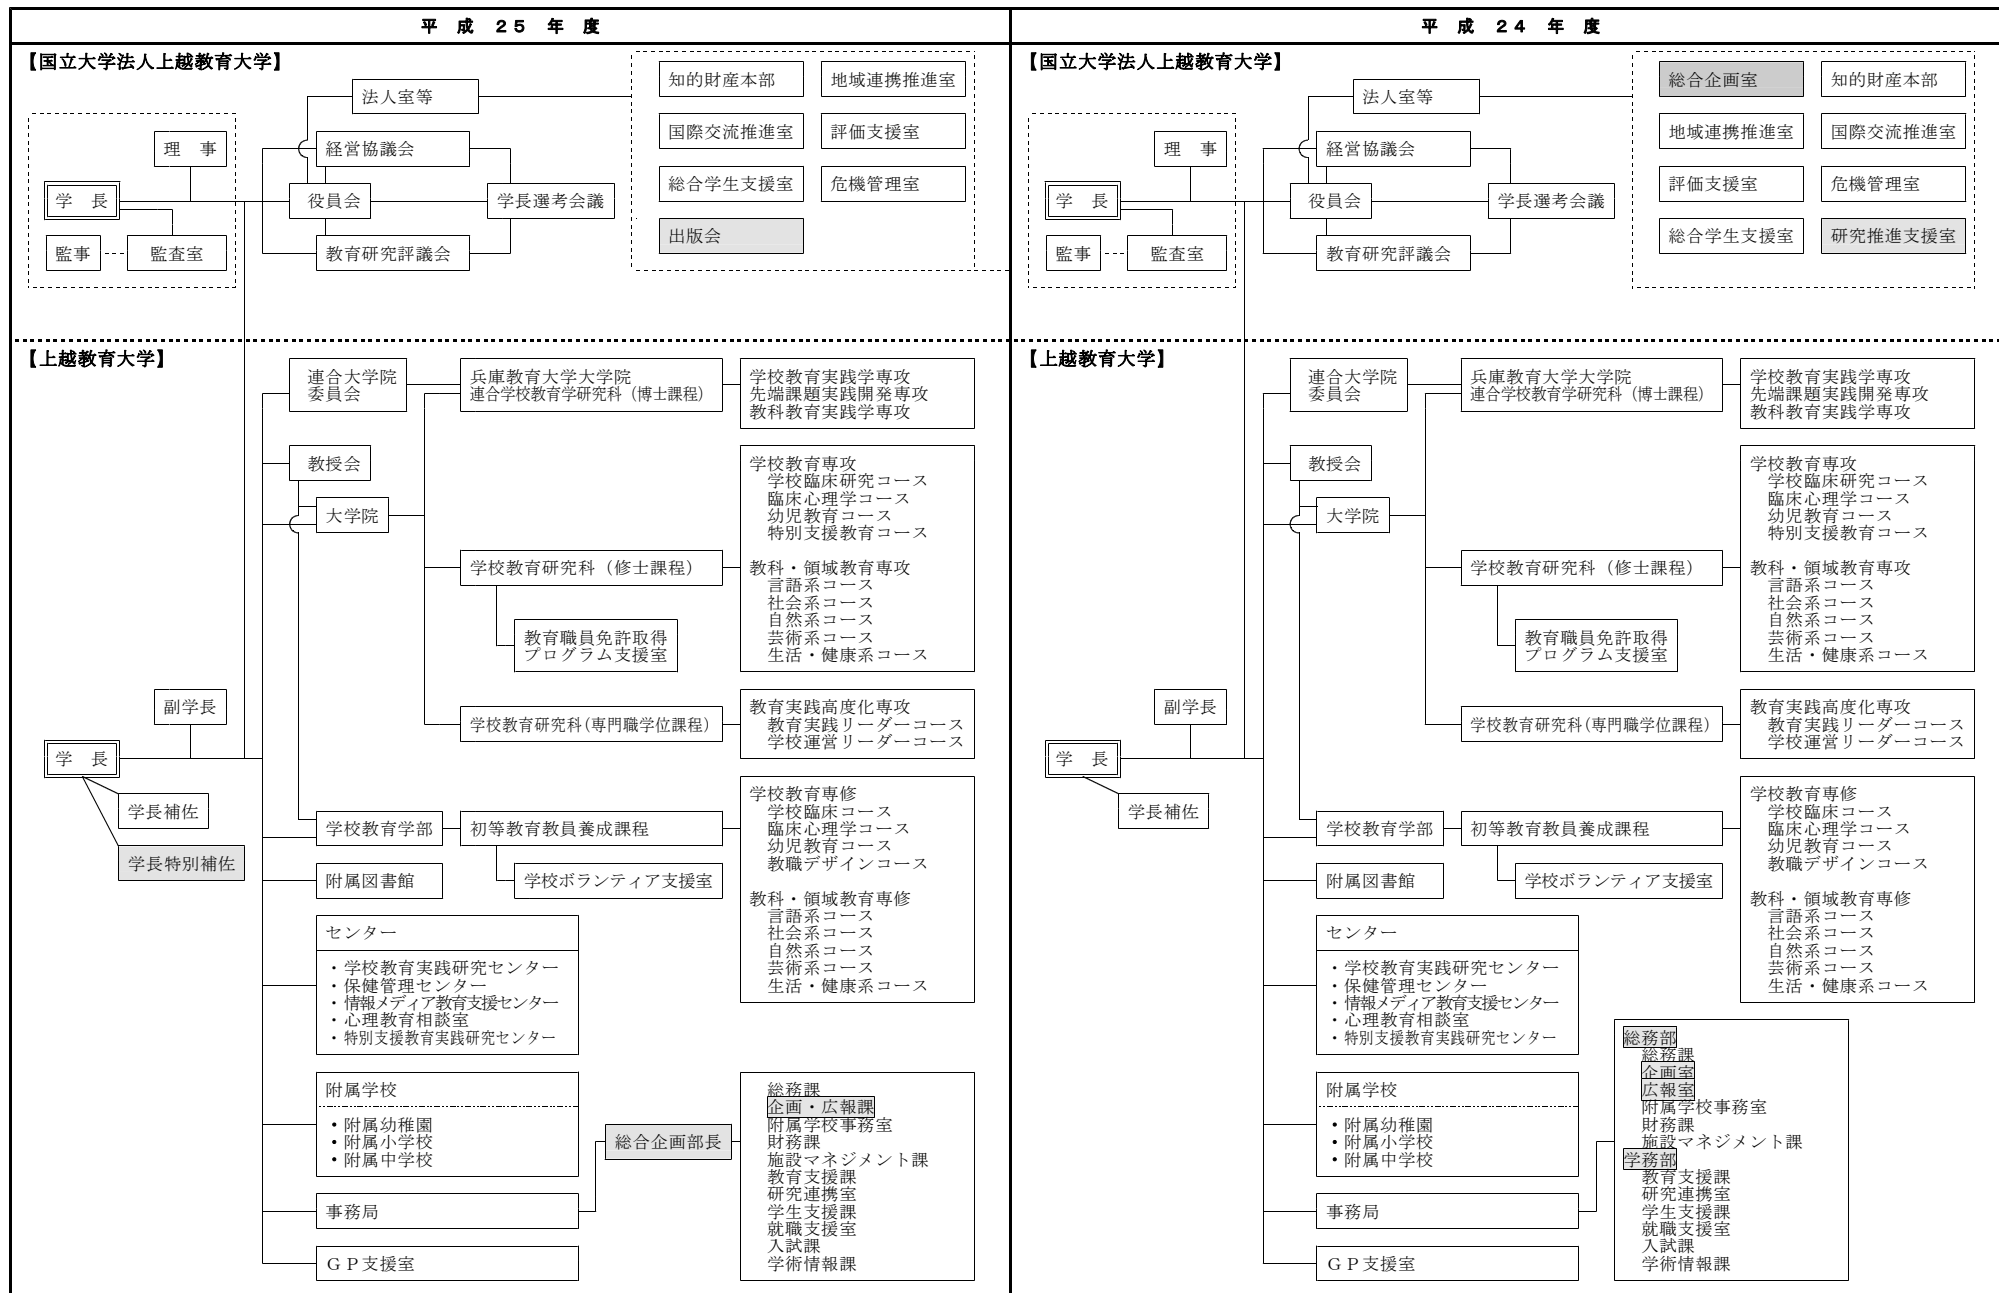 平　成　２５　年　度
【国立大学法人上越教育大学】
法人室等
理　事
経営協議会
学　長
役員会
学長選考会議
監事
監査室
教育研究評議会
知的財産本部
地域連携推進室
国際交流推進室
評価支援室
総合学生支援室
危機管理室
出版会
【上越教育大学】
連合大学院
委員会
兵庫教育大学大学院
連合学校教育学研究科（博士課程）
学校教育実践学専攻
先端課題実践開発専攻
教科教育実践学専攻
教授会
大学院
学校教育研究科（修士課程）
教育職員免許取得
プログラム支援室
学校教育専攻
学校臨床研究コース
臨床心理学コース
幼児教育コース
特別支援教育コース
教科・領域教育専攻
言語系コース
社会系コース
自然系コース
芸術系コース
生活・健康系コース
副学長
学校教育研究科（専門職学位課程）
教育実践高度化専攻
教育実践リーダーコース
学校運営リーダーコース
学　長
学長補佐
学長特別補佐
学校教育学部
初等教育教員養成課程
学校ボランティア支援室
学校教育専修
学校臨床コース
臨床心理学コース
幼児教育コース
教職デザインコース
教科・領域教育専修
言語系コース
社会系コース
自然系コース
芸術系コース
生活・健康系コース
附属図書館
センター
・学校教育実践研究センター
・保健管理センター
・情報メディア教育支援センター
・心理教育相談室
・特別支援教育実践研究センター
附属学校
・附属幼稚園
・附属小学校
・附属中学校
事務局
総合企画部長
総務課
企画・広報課
附属学校事務室
財務課
施設マネジメント課
教育支援課
研究連携室
学生支援課
就職支援室
入試課
学術情報課
ＧＰ支援室
平　成　２４　年　度
【国立大学法人上越教育大学】
法人室等
理　事
経営協議会
学　長
役員会
学長選考会議
監事
監査室
教育研究評議会
総合企画室
知的財産本部
地域連携推進室
国際交流推進室
評価支援室
危機管理室
総合学生支援室
研究推進支援室
【上越教育大学】
連合大学院
委員会
兵庫教育大学大学院
連合学校教育学研究科（博士課程）
学校教育実践学専攻
先端課題実践開発専攻
教科教育実践学専攻
教授会
大学院
学校教育研究科（修士課程）
教育職員免許取得
プログラム支援室
学校教育専攻
学校臨床研究コース
臨床心理学コース
幼児教育コース
特別支援教育コース
教科・領域教育専攻
言語系コース
社会系コース
自然系コース
芸術系コース
生活・健康系コース
副学長
学校教育研究科（専門職学位課程）
教育実践高度化専攻
教育実践リーダーコース
学校運営リーダーコース
学　長
学長補佐
学校教育学部
初等教育教員養成課程
学校ボランティア支援室
学校教育専修
学校臨床コース
臨床心理学コース
幼児教育コース
教職デザインコース
教科・領域教育専修
言語系コース
社会系コース
自然系コース
芸術系コース
生活・健康系コース
附属図書館
センター
・学校教育実践研究センター
・保健管理センター
・情報メディア教育支援センター
・心理教育相談室
・特別支援教育実践研究センター
附属学校
・附属幼稚園
・附属小学校
・附属中学校
事務局
総務部
総務課
企画室
広報室
附属学校事務室
財務課
施設マネジメント課
学務部
教育支援課
研究連携室
学生支援課
就職支援室
入試課
学術情報課
ＧＰ支援室